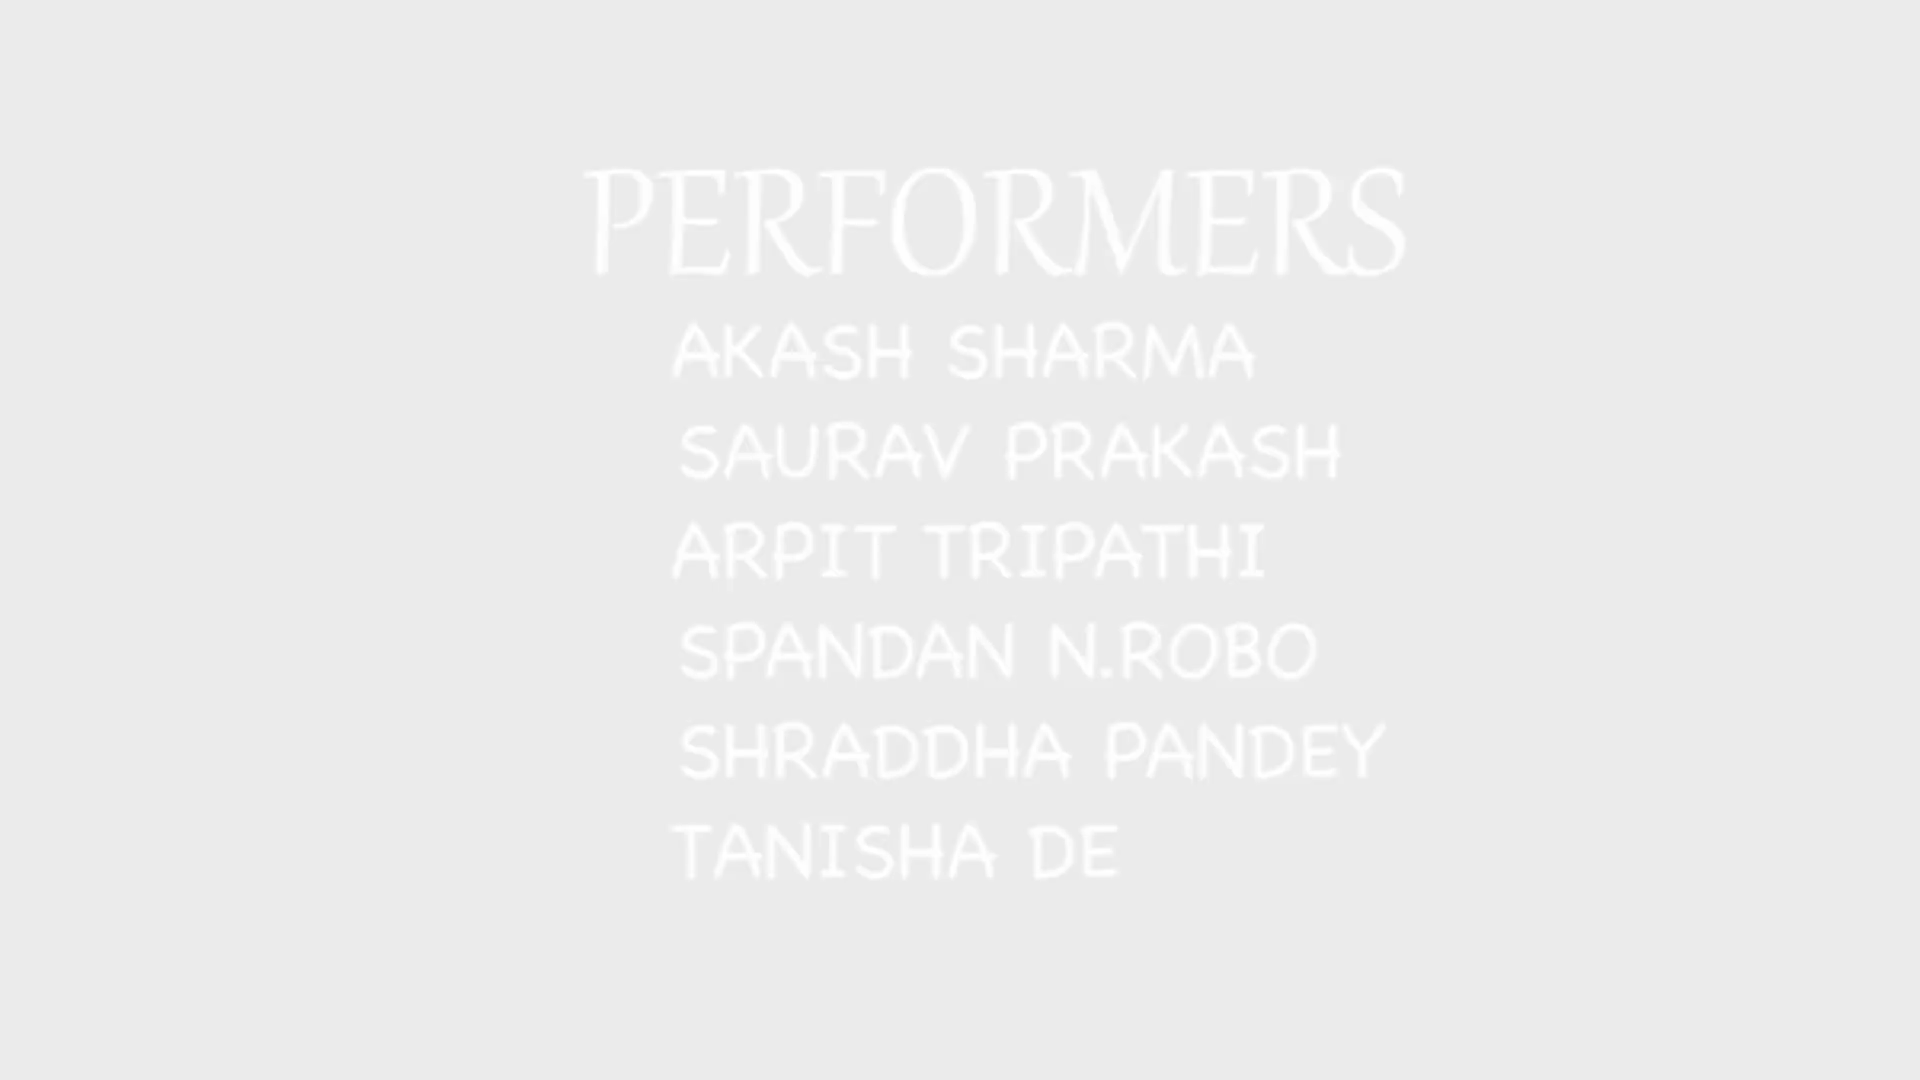 PERFORMERS
AKASH SHARMA
SAURAV PRAKASH
ARPIT TRIPATHI
SPANDAN N.ROBO
SHRADDHA PANDEY
TANISHA DE